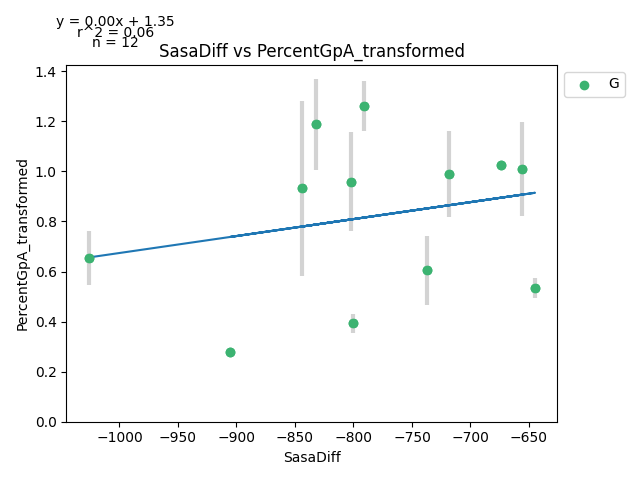 y = 0.00x + 1.35
r^2 = 0.06
n = 12
SasaDiff vs PercentGpA_transformed
G
PercentGpA_transformed
1.4
1.2
1.0
0.8
0.6
0.4
0.2
0.0
−1000 −950 −900 −850 −800 −750 −700 −650
SasaDiff